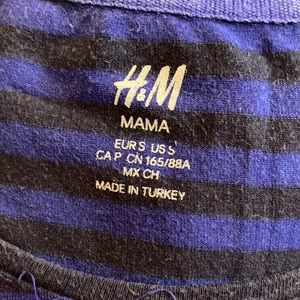 H&M
MAMA
EUR S US S
CA P CN 165/88A
MX CH
MADE IN TURKEY